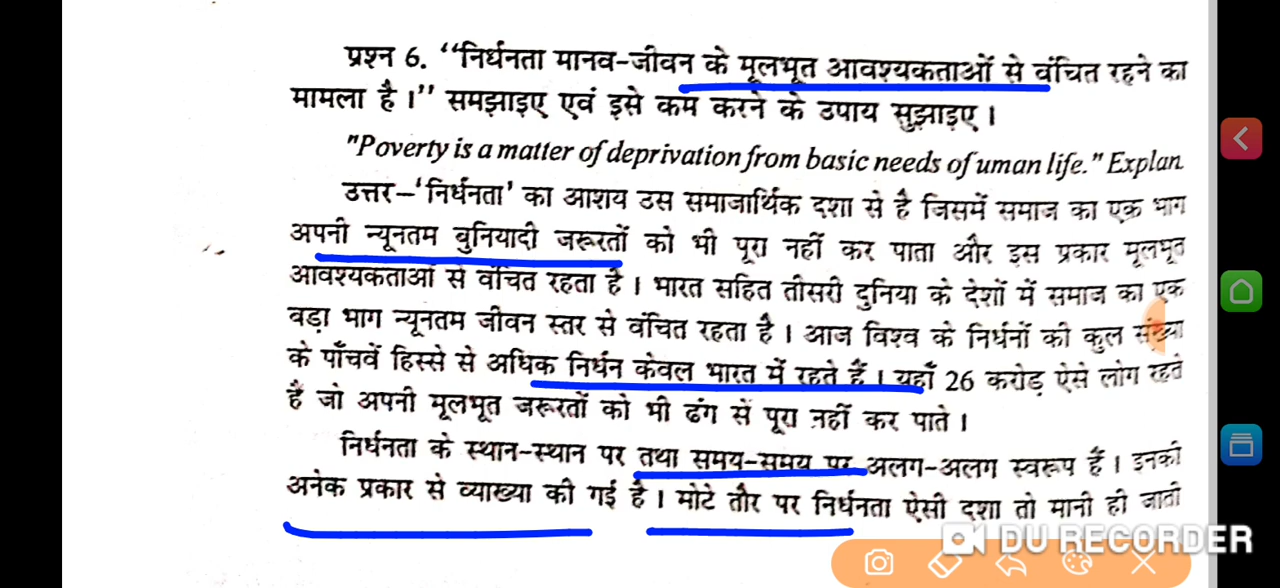 प्रश्न 6. ‘‘निर्धनता मानव-जीवन के मूलभूत आवश्यकताओं से वंचित रहने का
मामला है।’’ समझाइए एवं इसे कम करने के उपाय सुझाइए।
"Poverty is a matter of deprivation from basic needs of uman life." Explan
उत्तर–‘निर्धनता’ का आशय उस समाजार्थिक दशा से है जिसमें समाज का एक भाग
अपनी न्यूनतम बुनियादी जरूरतों को भी पूरा नहीं कर पाता और इस प्रकार मूलभूत
आवश्यकताओं से वंचित रहता है। भारत सहित तीसरी दुनिया के देशों में समाज का एक
बड़ा भाग न्यूनतम जीवन स्तर से वंचित रहता है। आज विश्व के निर्धनों की कुल संख्या
के पाँचवें हिस्से से अधिक निर्धन केवल भारत में रहते हैं। यहाँ 26 करोड़ ऐसे लोग रहते
हैं जो अपनी मूलभूत जरूरतों को भी ढंग से पूरा नहीं कर पाते।
निर्धनता के स्थान-स्थान पर तथा समय-समय पर अलग-अलग स्वरूप हैं। इनकी
अनेक प्रकार से व्याख्या की गई है। मोटे तौर पर निर्धनता ऐसी दशा तो मानी ही जाती
DU RECORDER